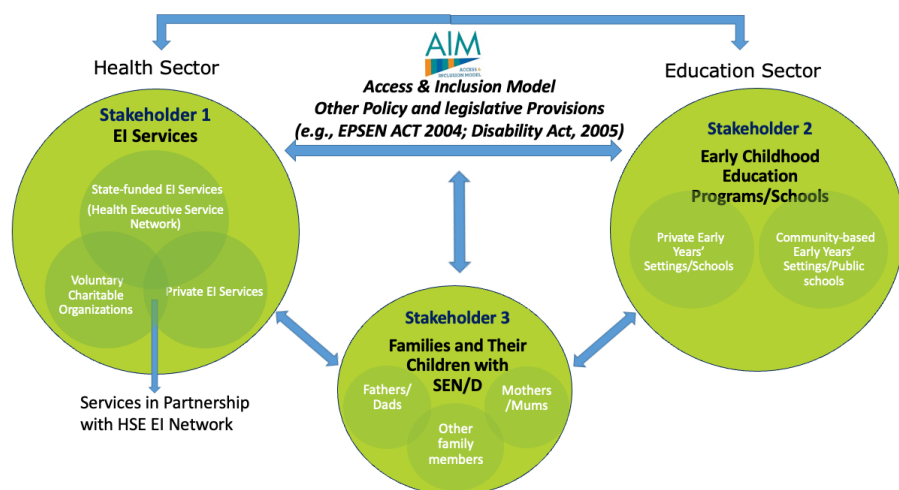 AIM
ACCESS &
INCLUSION MODEL
Health Sector
Education Sector
Access & Inclusion Model
Other Policy and legislative Provisions
(e.g., EPSEN ACT 2004; Disability Act, 2005)
Stakeholder 1
EI Services
State-funded EI Services
(Health Executive Service
Network)
Voluntary
Charitable
Organizations
Private EI Services
Services in Partnership
with HSE EI Network
Stakeholder 2
Early Childhood
Education
Programs/Schools
Private Early
Years'
Settings/Schools
Community-based
Early Years'
Settings/Public
schools
Stakeholder 3
Families and Their
Children with
SEN/D
Fathers/
Dads
Mothers
/Mums
Other
family
members